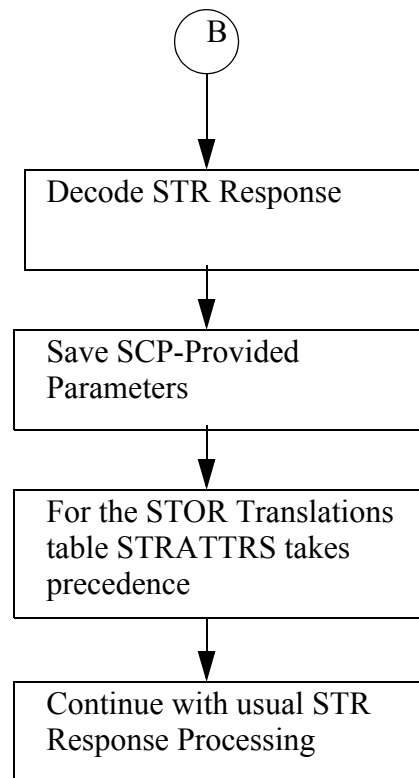 B
Decode STR Response
Save SCP-Provided
Parameters
For the STOR Translations
table STRATTRS takes
precedence
Continue with usual STR
Response Processing